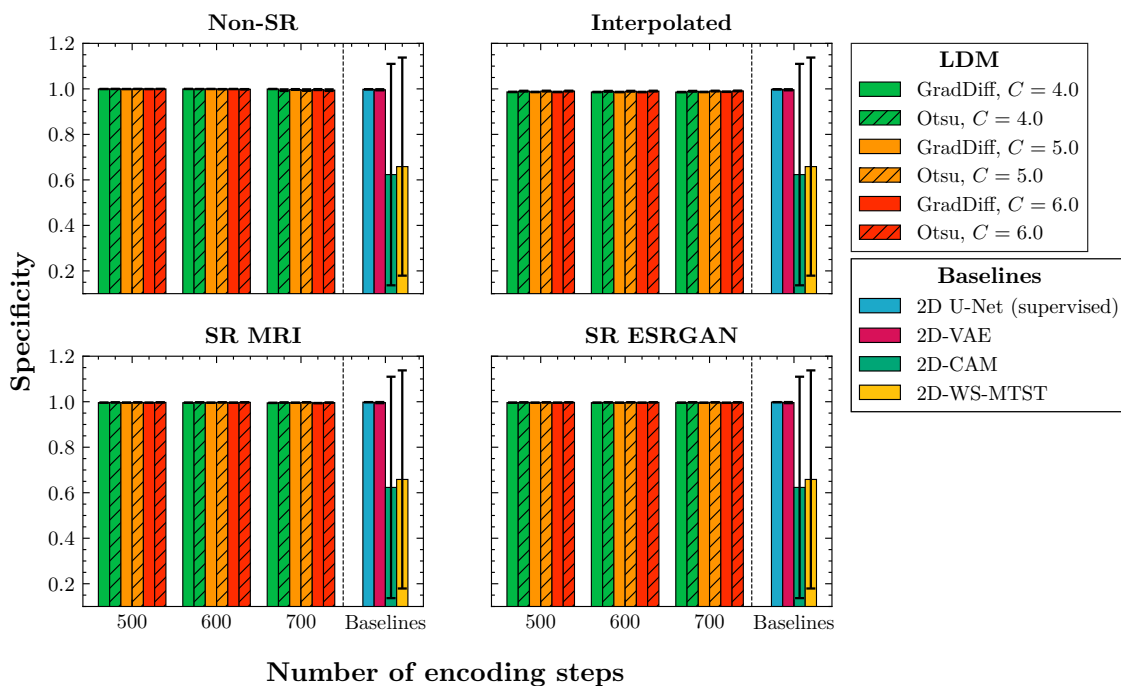 Non-SR
Interpolated
1.2
1.0
0.8
0.6
0.4
0.2
LDM
GradDiff, C = 4.0
Otsu, C = 4.0
GradDiff, C = 5.0
Otsu, C = 5.0
GradDiff, C = 6.0
Otsu, C = 6.0
Baselines
2D U-Net (supervised)
2D-VAE
2D-CAM
2D-WS-MTST
Specificity
SR MRI
SR ESRGAN
1.2
1.0
0.8
0.6
0.4
0.2
500 600 700 Baselines
500 600 700 Baselines
Number of encoding steps